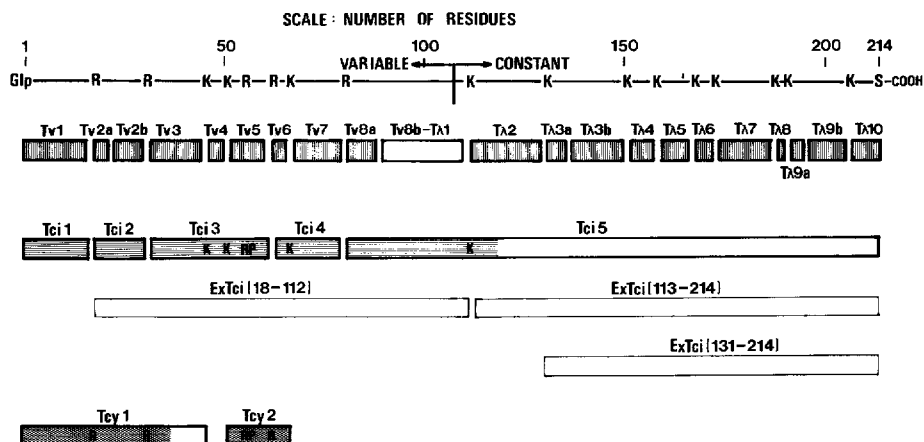 SCALE : NUMBER OF RESIDUES
1 50 100 150 200 214
VARIABLE CONSTANT
Glp R R K K R R K R K K K K K K K K K S-COOH
Tv1 Tv2a Tv2b Tv3 Tv4 Tv5 Tv6 Tv7 Tv8a Tv8b-Tλ1 Tλ2 Tλ3a Tλ3b Tλ4 Tλ5 Tλ6 Tλ7 Tλ8 Tλ9b Tλ10
Tλ9a
Tci 1 Tci 2 Tci 3 Tci 4 Tci 5
K K RP K K
ExTci (18-112) ExTci (113-214)
ExTci (131-214)
Tcy 1 Tcy 2
RP